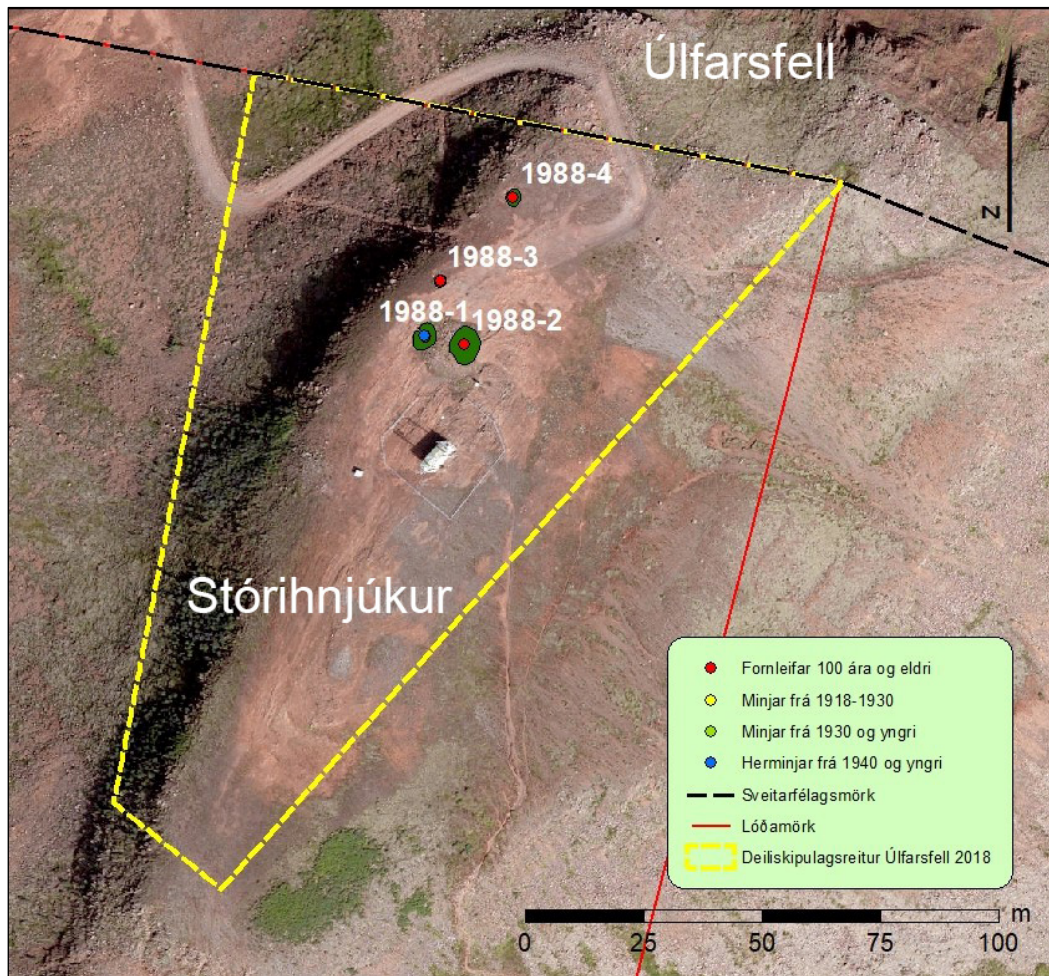 Úlfarsfell
1988-4
N
1988-3
1988-1
1988-2
Stórihnjúkur
Fornleifar 100 ára og eldri
Minjar frá 1918-1930
Minjar frá 1930 og yngri
Herminjar frá 1940 og yngri
Sveitarfélagsmörk
Lóðamörk
Deiliskipulagsreitur Úlfarsfell 2018
m
0 25 50 75 100